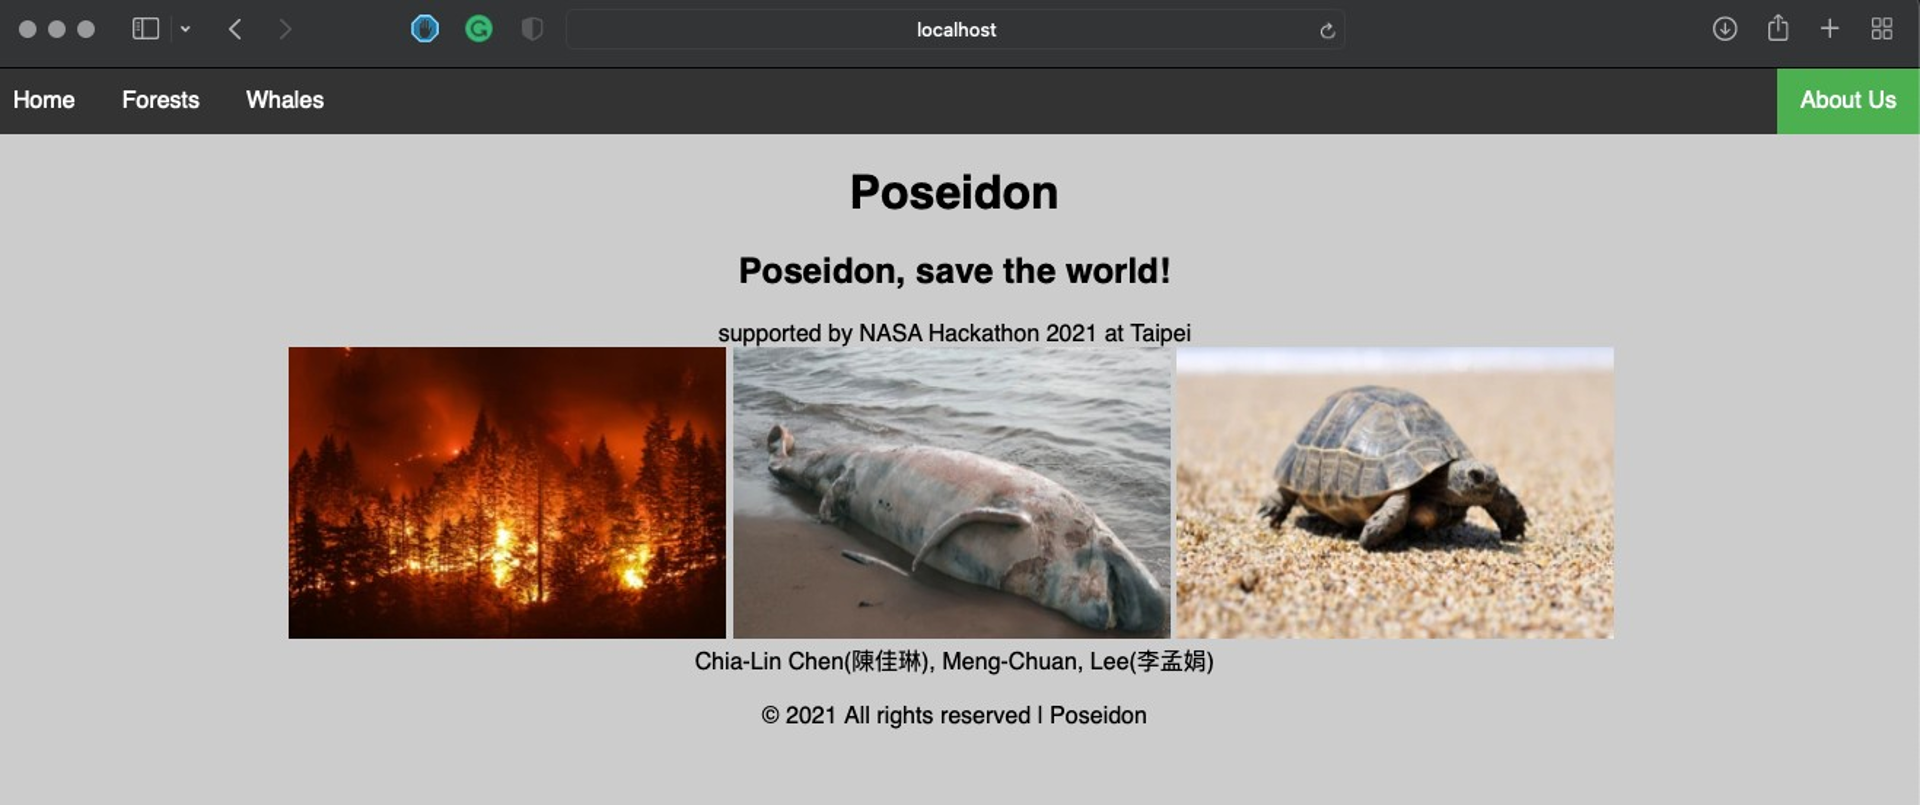 localhost
Home Forests Whales About Us
Poseidon
Poseidon, save the world!
supported by NASA Hackathon 2021 at Taipei
Chia-Lin Chen(陳佳琳), Meng-Chuan, Lee(李孟娟)
© 2021 All rights reserved | Poseidon